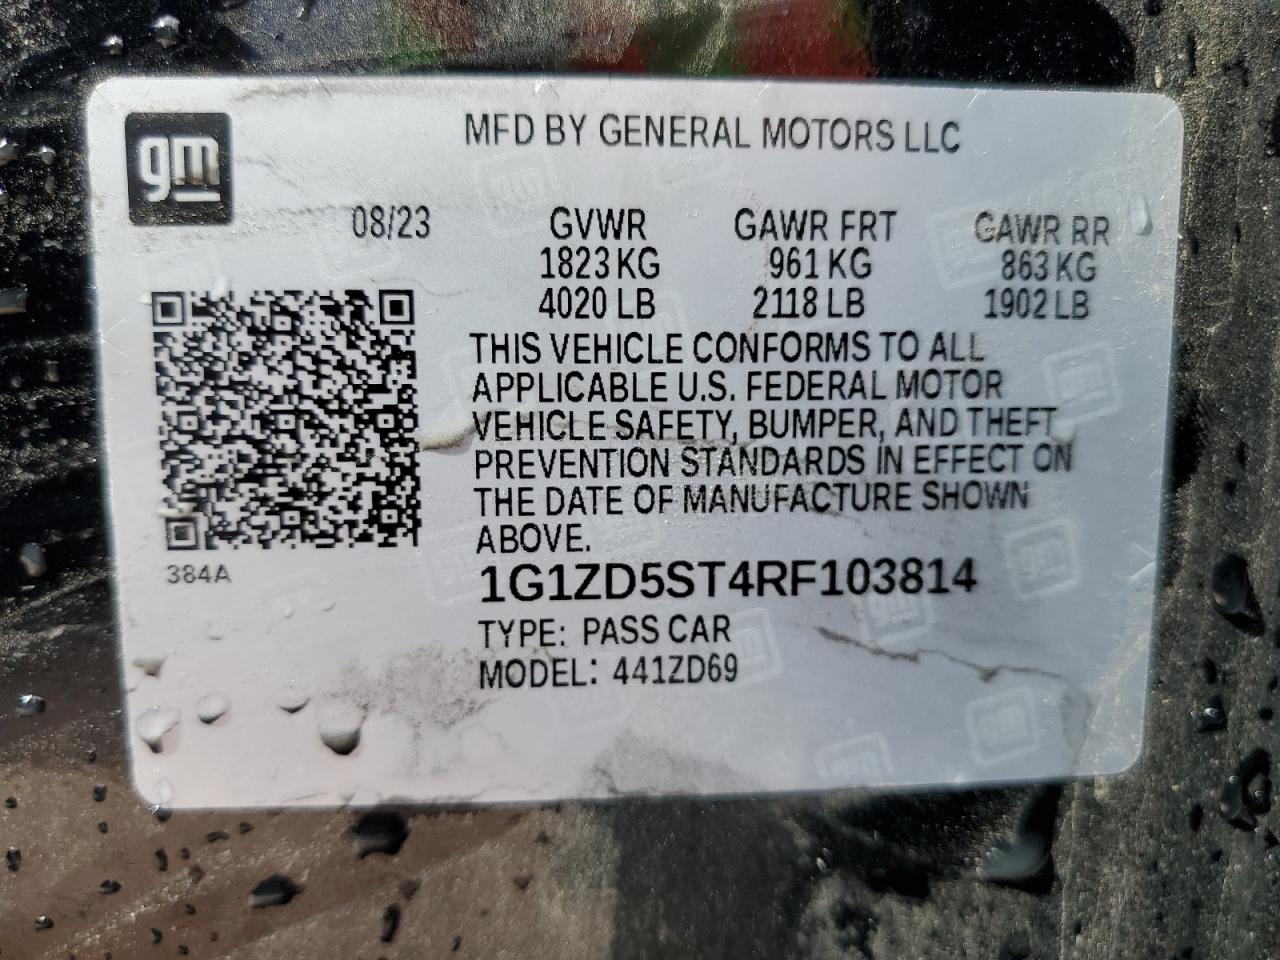 gm
MFD BY GENERAL MOTORS LLC
08/23 GVWR GAWR FRT GAWR RR
1823 KG 961 KG 863 KG
4020 LB 2118 LB 1902 LB
THIS VEHICLE CONFORMS TO ALL
APPLICABLE U.S. FEDERAL MOTOR
VEHICLE SAFETY, BUMPER, AND THEFT
PREVENTION STANDARDS IN EFFECT ON
THE DATE OF MANUFACTURE SHOWN
ABOVE.
384A
1G1ZD5ST4RF103814
TYPE: PASS CAR
MODEL: 441ZD69